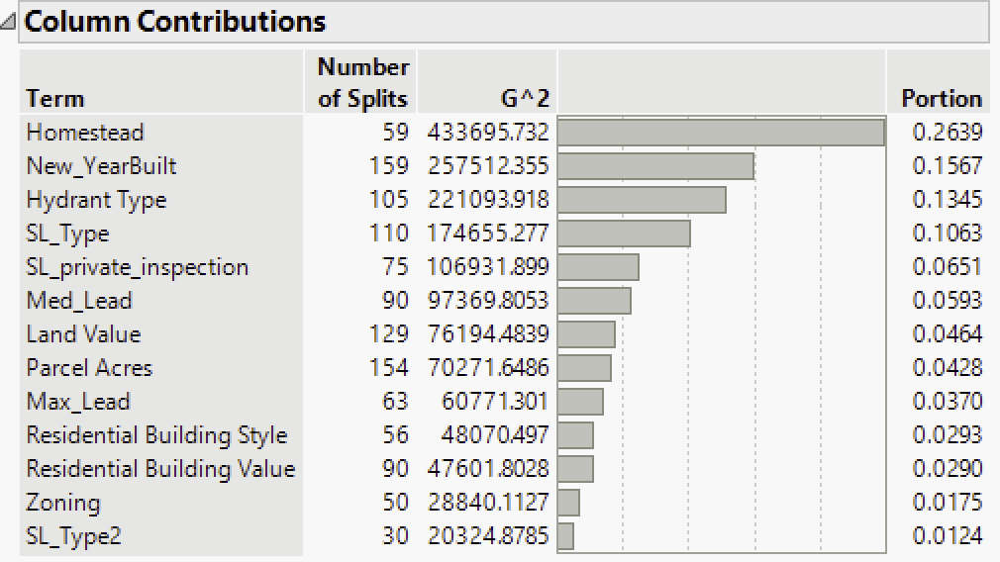 Column Contributions
Term Number of Splits G^2 Portion
Homestead 59 433695.732 0.2639
New_YearBuilt 159 257512.355 0.1567
Hydrant Type 105 221093.918 0.1345
SL_Type 110 174655.277 0.1063
SL_private_inspection 75 106931.899 0.0651
Med_Lead 90 97369.8053 0.0593
Land Value 129 76194.4839 0.0464
Parcel Acres 154 70271.6486 0.0428
Max_Lead 63 60771.301 0.0370
Residential Building Style 56 48070.497 0.0293
Residential Building Value 90 47601.8028 0.0290
Zoning 50 28840.1127 0.0175
SL_Type2 30 20324.8785 0.0124